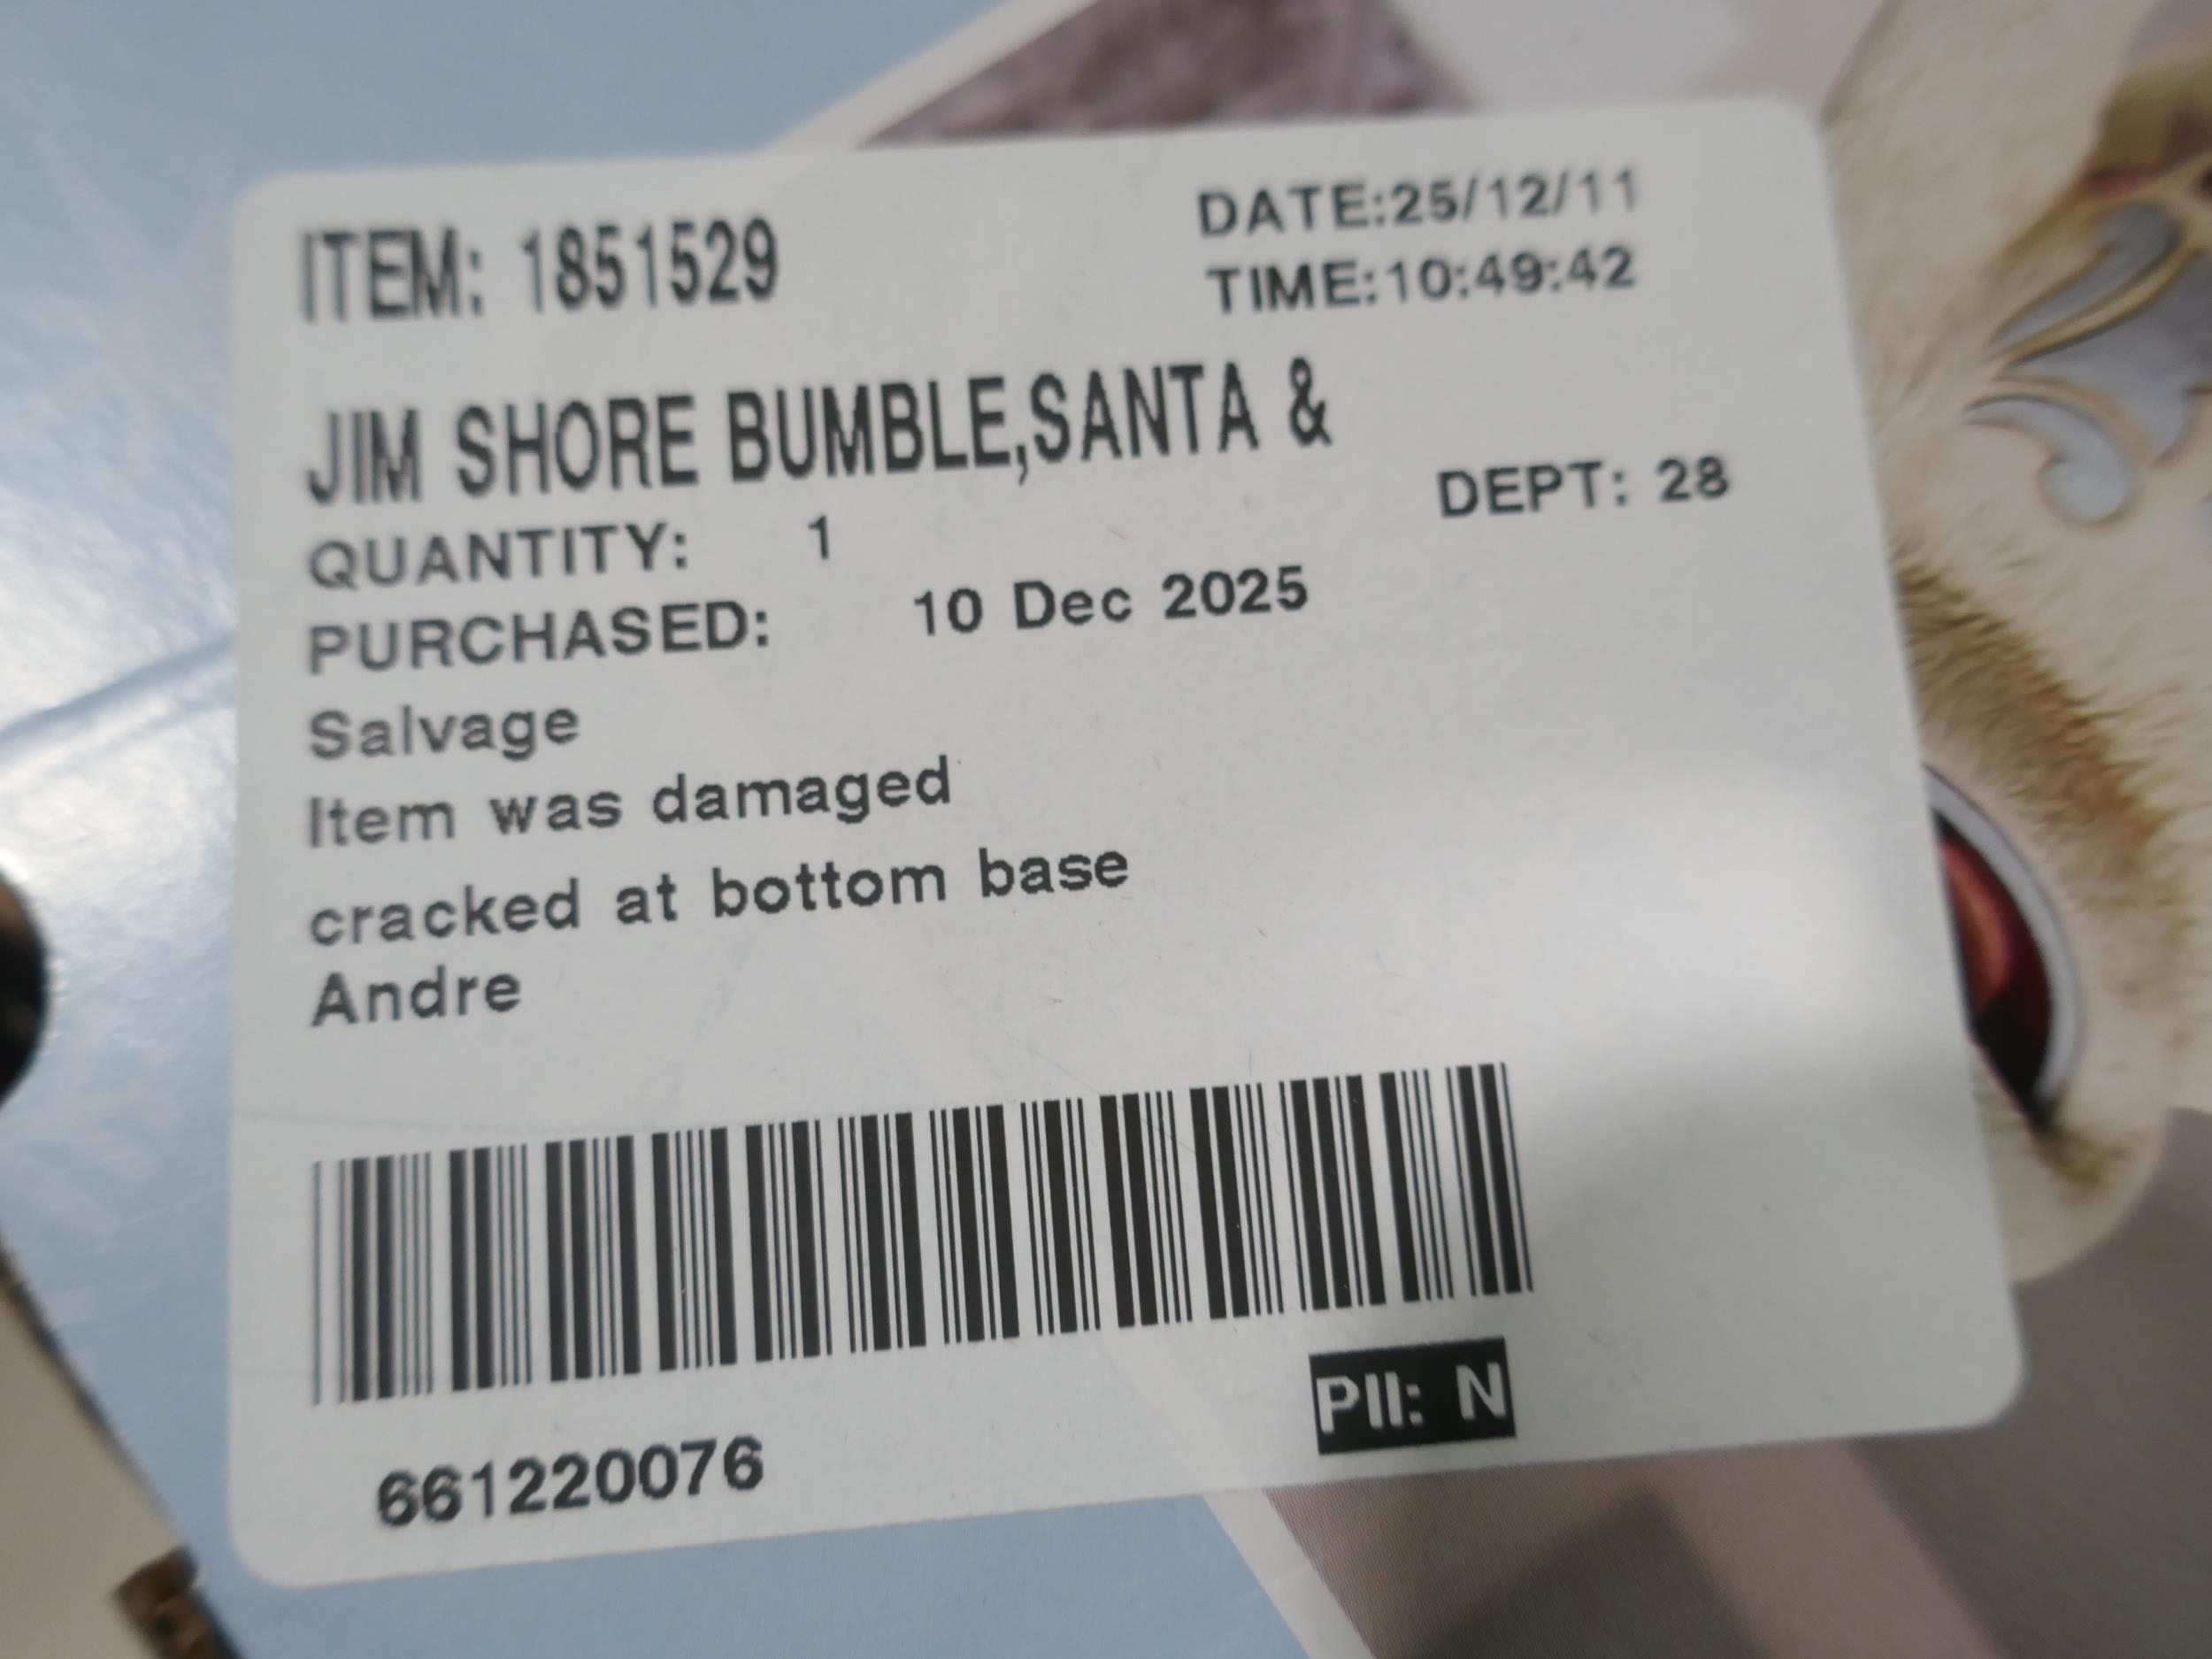 ITEM: 1851529
DATE:25/12/11
TIME:10:49:42
JIM SHORE BUMBLE,SANTA &
DEPT: 28
QUANTITY: 1
PURCHASED: 10 Dec 2025
Salvage
Item was damaged
cracked at bottom base
Andre
661220076
PII: N